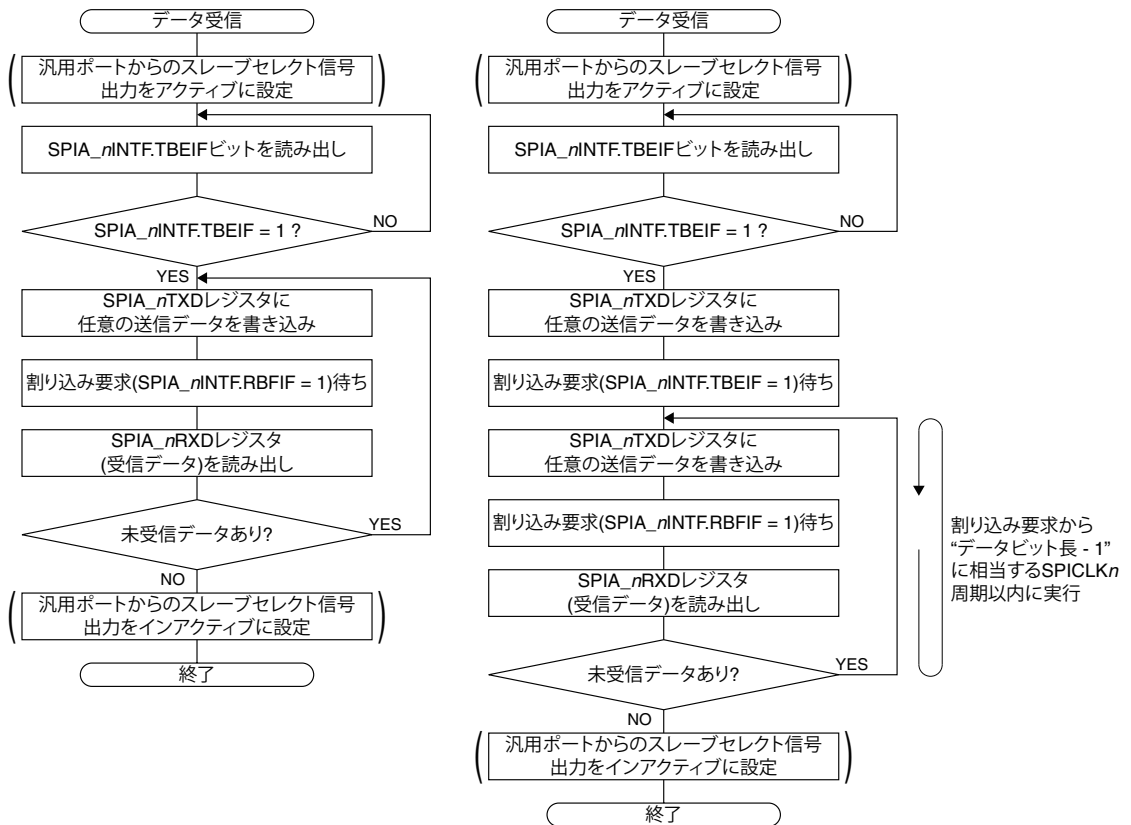 データ受信
汎用ポートからのスレーブセレクト信号
出力をアクティブに設定
SPIA_nINTF.TBEIFビットを読み出し
SPIA_nINTF.TBEIF = 1 ?
NO
YES
SPIA_nTXDレジスタに
任意の送信データを書き込み
割り込み要求(SPIA_nINTF.RBFIF = 1)待ち
SPIA_nRXDレジスタ
(受信データ)を読み出し
未受信データあり?
YES
NO
汎用ポートからのスレーブセレクト信号
出力をインアクティブに設定
終了
データ受信
汎用ポートからのスレーブセレクト信号
出力をアクティブに設定
SPIA_nINTF.TBEIFビットを読み出し
SPIA_nINTF.TBEIF = 1 ?
NO
YES
SPIA_nTXDレジスタに
任意の送信データを書き込み
割り込み要求(SPIA_nINTF.TBEIF = 1)待ち
SPIA_nTXDレジスタに
任意の送信データを書き込み
割り込み要求(SPIA_nINTF.RBFIF = 1)待ち
SPIA_nRXDレジスタ
(受信データ)を読み出し
未受信データあり?
YES
NO
汎用ポートからのスレーブセレクト信号
出力をインアクティブに設定
終了
割り込み要求から
“データビット長 - 1”
に相当するSPICLKn
周期以内に実行